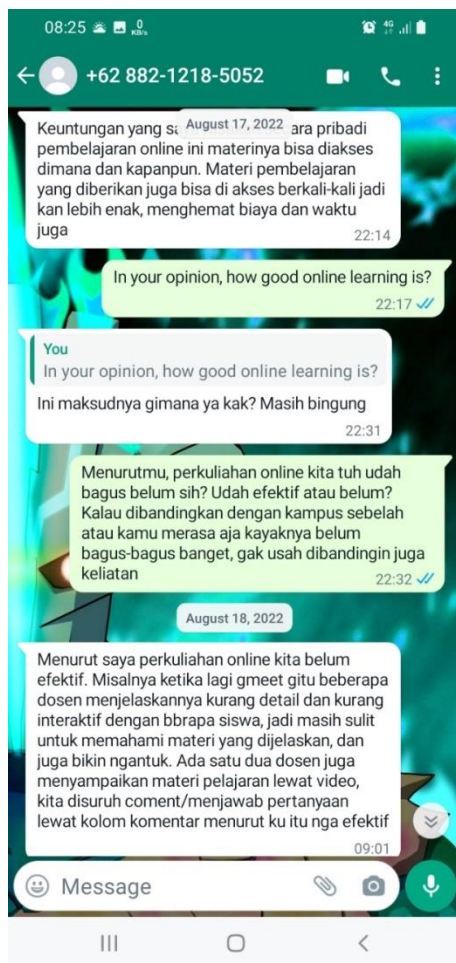 08:25 0 KB/s 4G
+62 882-1218-5052
August 17, 2022
Keuntungan yang ara pribadi
pembelajaran online ini materinya bisa diakses
dimana dan kapanpun. Materi pembelajaran
yang diberikan juga bisa di akses berkali-kali jadi
kan lebih enak, menghemat biaya dan waktu
juga
22:14
In your opinion, how good online learning is?
22:17
You
In your opinion, how good online learning is?
Ini maksudnya gimana ya kak? Masih bingung
22:31
Menurutmu, perkuliahan online kita tuh udah
bagus belum sih? Udah efektif atau belum?
Kalau dibandingkan dengan kampus sebelah
atau kamu merasa aja kayaknya belum
bagus-bagus banget, gak usah dibandingin juga
keliatan
22:32
August 18, 2022
Menurut saya perkuliahan online kita belum
efektif. Misalnya ketika lagi gmeet gitu beberapa
dosen menjelaskannya kurang detail dan kurang
interaktif dengan bbrapa siswa, jadi masih sulit
untuk memahami materi yang dijelaskan, dan
juga bikin ngantuk. Ada satu dua dosen juga
menyampaikan materi pelajaran lewat video,
kita disuruh coment/menjawab pertanyaan
lewat kolom komentar menurut ku itu nga efektif
09:01
Message